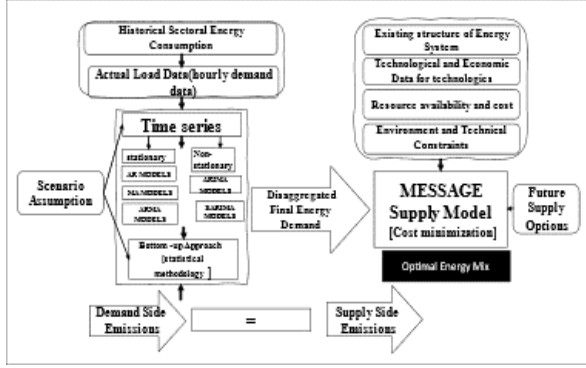 Historical Sectoral Energy
Consumption
Actual Load Data(hourly demand
data)
Time series
stationary
AR MODELS
MA MODELS
ARMA
MODELS
Non-
stationary
ARIMA
MODELS
SARIMA
MODELS
Bottom-up Approach
[statistical
methodology ]
Scenario
Assumption
Disaggregated
Final Energy
Demand
Existing structure of Energy
System
Technological and Economic
Data for technologies
Resource availability and cost
Environment and Technical
Constraints
MESSAGE
Supply Model
[Cost minimization]
Future
Supply
Options
Optimal Energy Mix
Demand Side
Emissions
=
Supply Side
Emissions